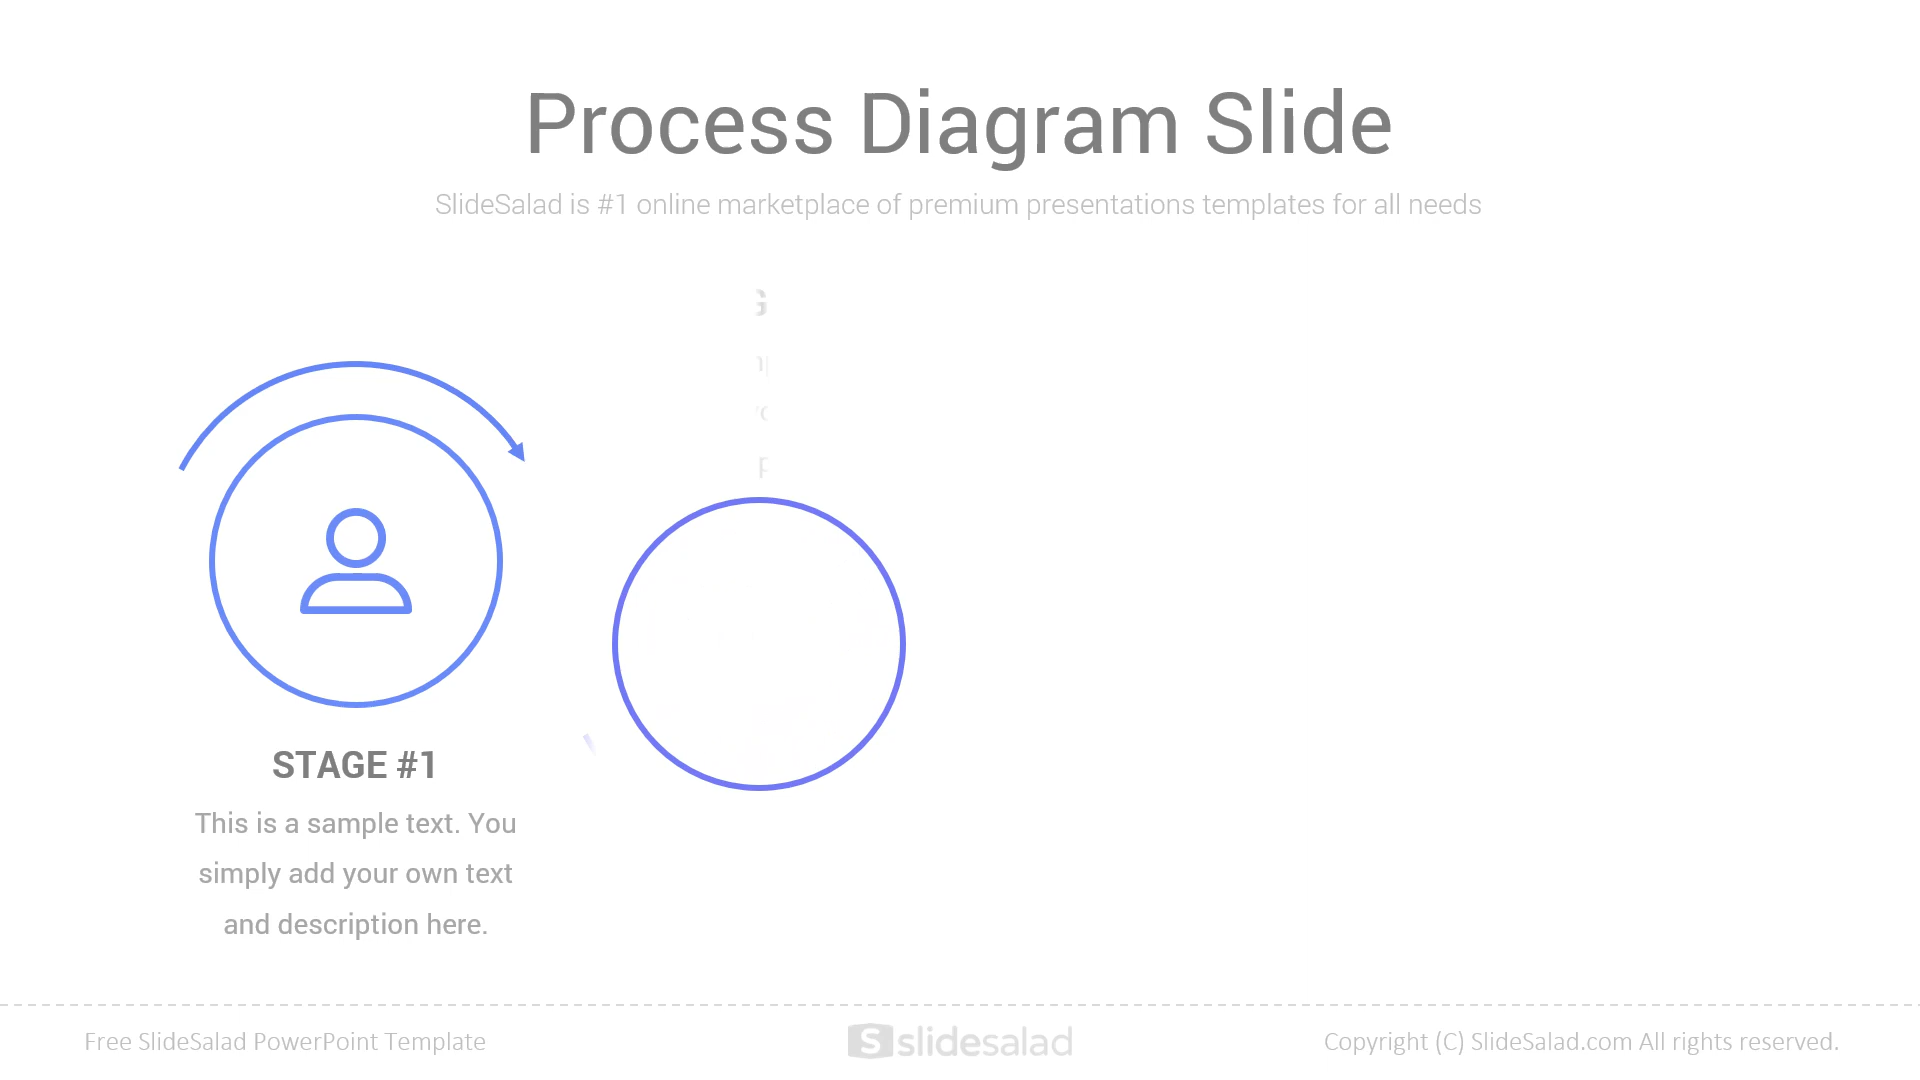 Process Diagram Slide
SlideSalad is #1 online marketplace of premium presentations templates for all needs
STAGE #1
This is a sample text. You
simply add your own text
and description here.
Free SlideSalad PowerPoint Template
S slidesalad
Copyright (C) SlideSalad.com All rights reserved.